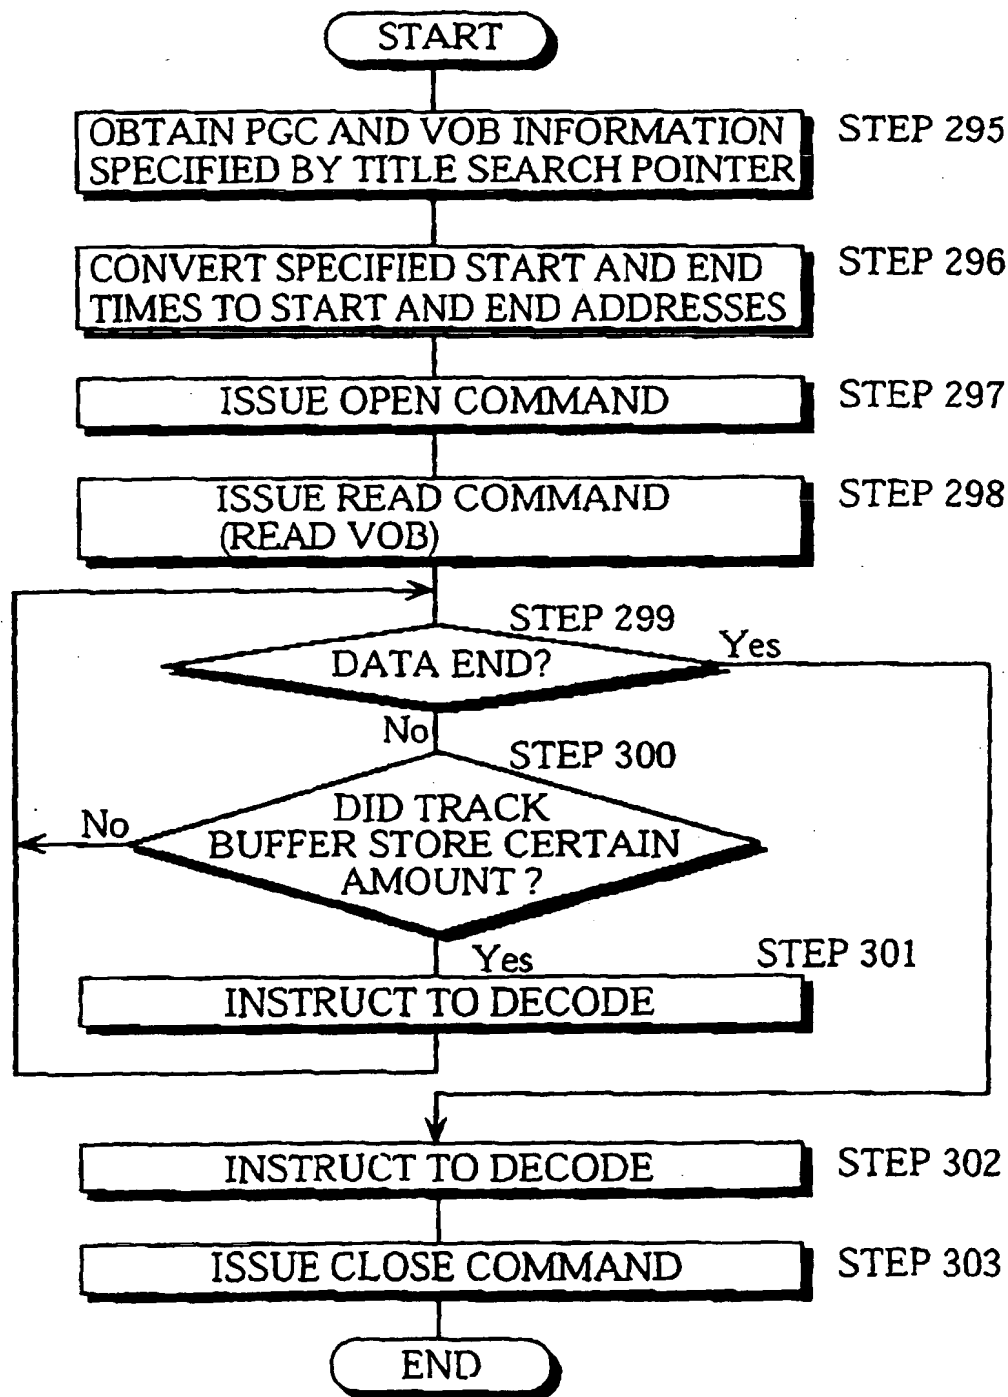 START
OBTAIN PGC AND VOB INFORMATION
SPECIFIED BY TITLE SEARCH POINTER
STEP 295
CONVERT SPECIFIED START AND END
TIMES TO START AND END ADDRESSES
STEP 296
ISSUE OPEN COMMAND
STEP 297
ISSUE READ COMMAND
(READ VOB)
STEP 298
STEP 299
DATA END?
Yes
No
STEP 300
DID TRACK
BUFFER STORE CERTAIN
AMOUNT ?
No
Yes
STEP 301
INSTRUCT TO DECODE
INSTRUCT TO DECODE
STEP 302
ISSUE CLOSE COMMAND
STEP 303
END